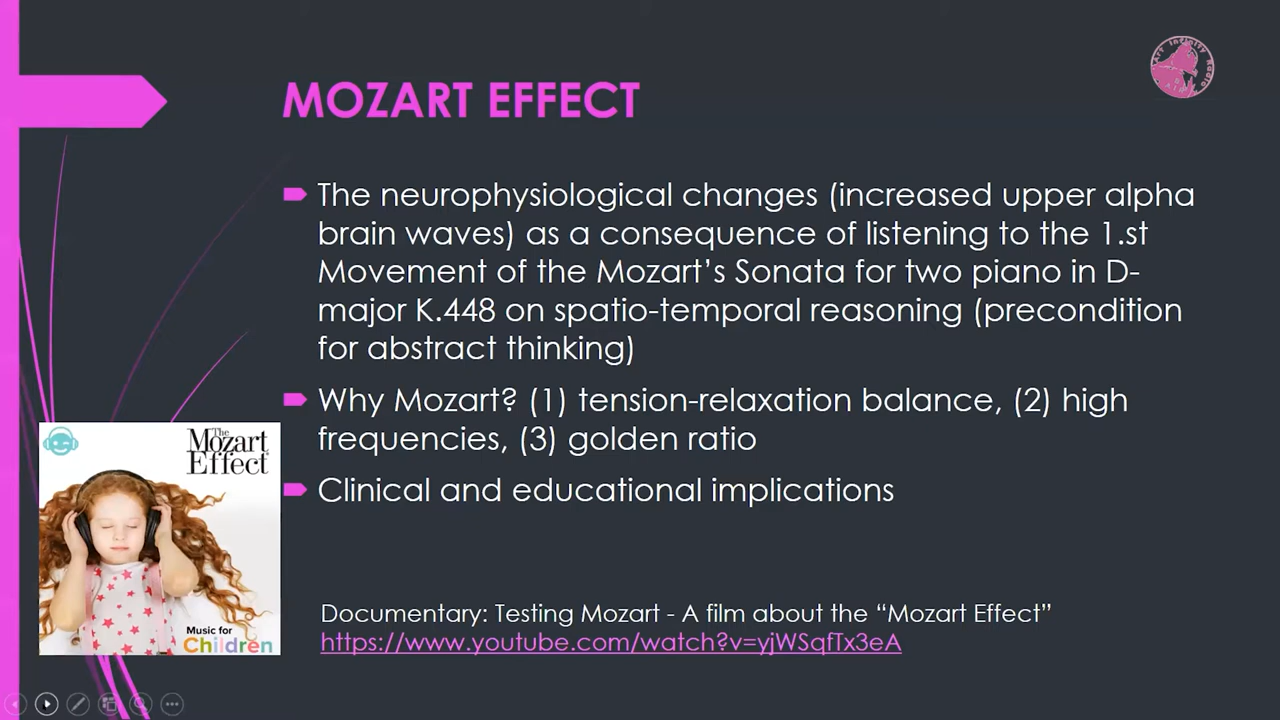 MOZART EFFECT
The neurophysiological changes (increased upper alpha
brain waves) as a consequence of listening to the 1.st
Movement of the Mozart’s Sonata for two piano in D-
major K.448 on spatio-temporal reasoning (precondition
for abstract thinking)
Why Mozart? (1) tension-relaxation balance, (2) high
frequencies, (3) golden ratio
Clinical and educational implications
The
Mozart
Effect
Music for
Children
Documentary: Testing Mozart - A film about the “Mozart Effect”
https://www.youtube.com/watch?v=yjWSqfTx3eA